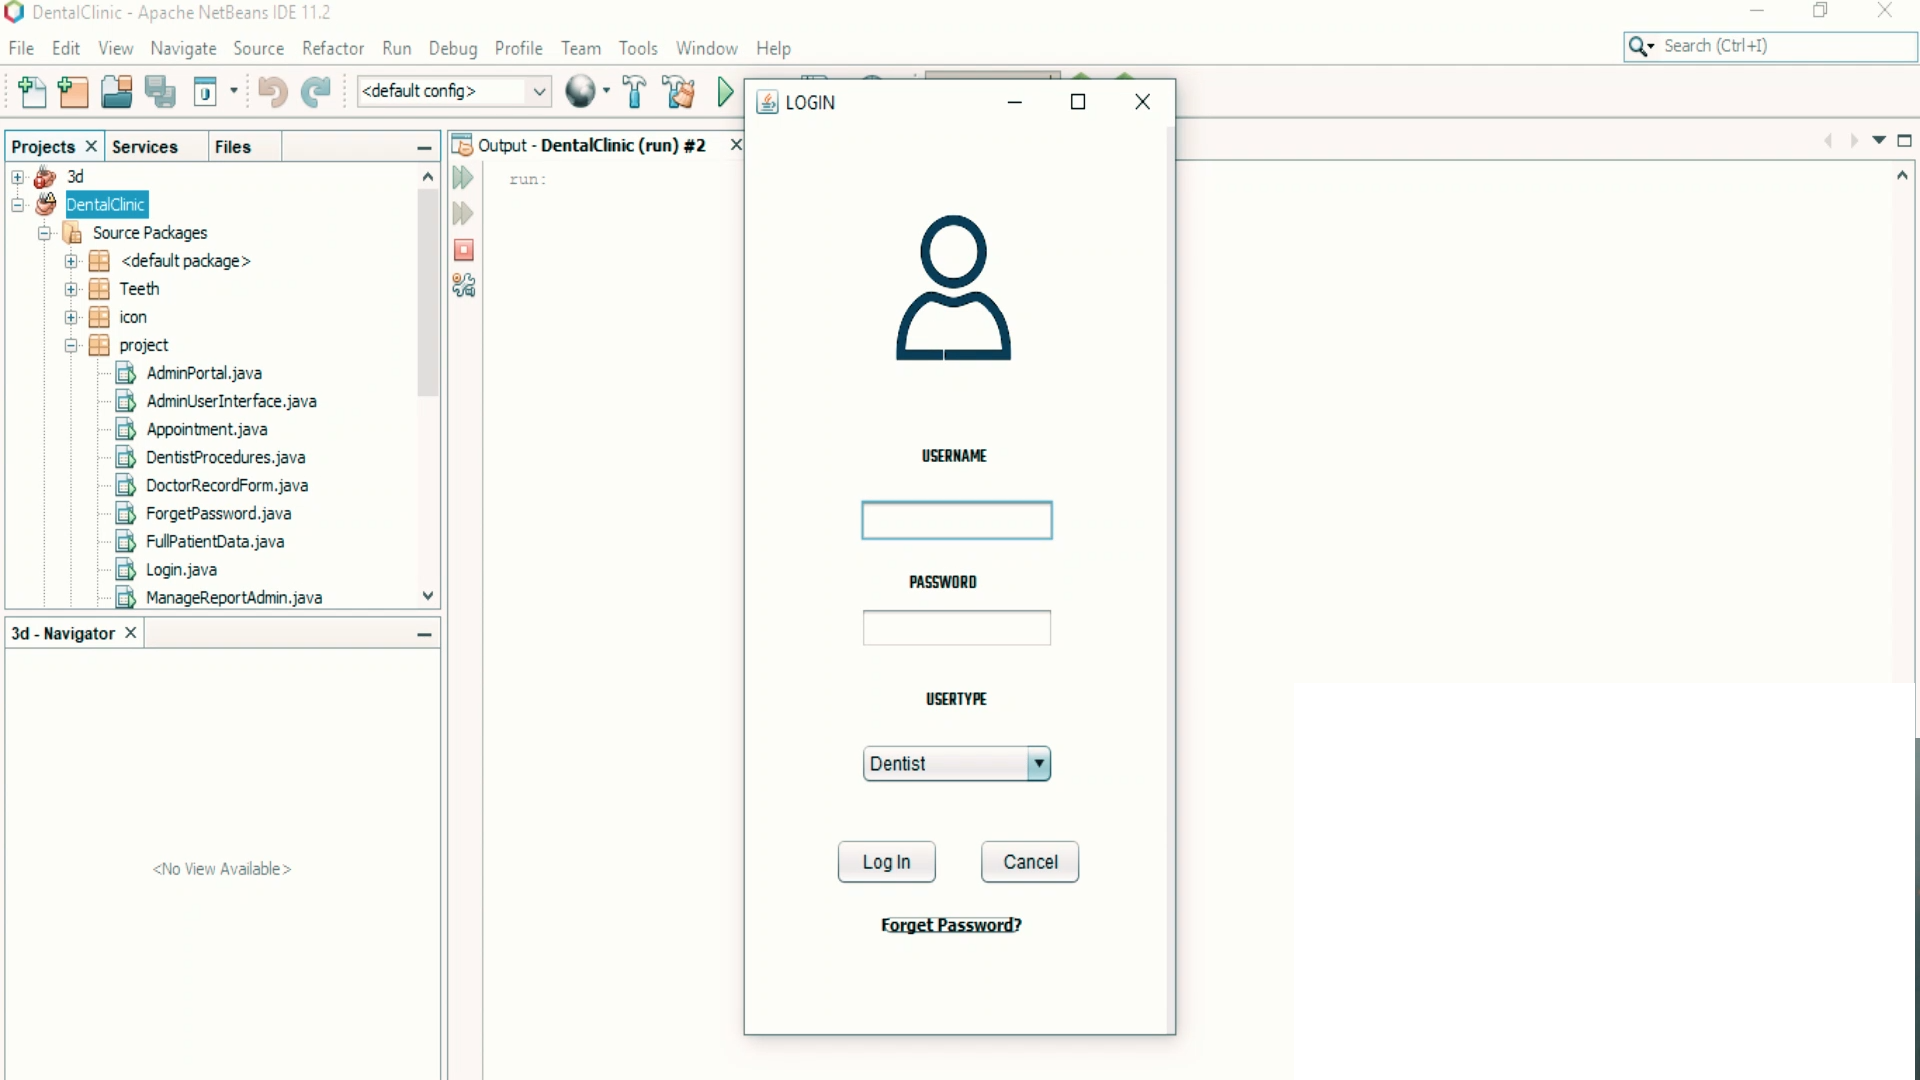 DentalClinic - Apache NetBeans IDE 11.2
File Edit View Navigate Source Refactor Run Debug Profile Team Tools Window Help
Search (Ctrl+I)
<default config>
Projects Services Files
3d
DentalClinic
Source Packages
<default package>
Teeth
icon
project
AdminPortal.java
AdminUserInterface.java
Appointment.java
DentistProcedures.java
DoctorRecordForm.java
ForgetPassword.java
FullPatientData.java
Login.java
ManageReportAdmin.java
3d - Navigator
<No View Available>
Output - DentalClinic (run) #2
run:
LOGIN
USERNAME
PASSWORD
USERTYPE
Dentist
Log In Cancel
Forget Password?